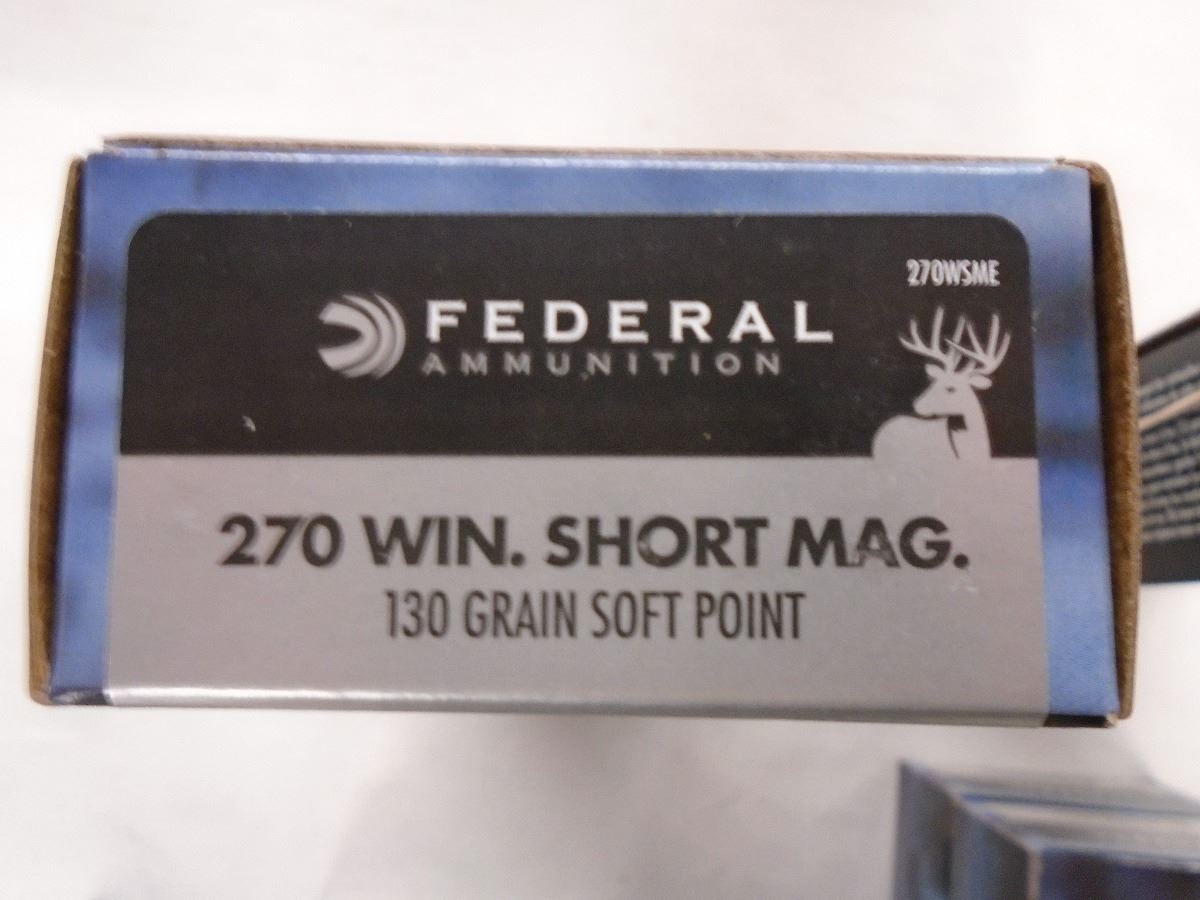 270WSME
FEDERAL
AMMUNITION
270 WIN. SHORT MAG.
130 GRAIN SOFT POINT